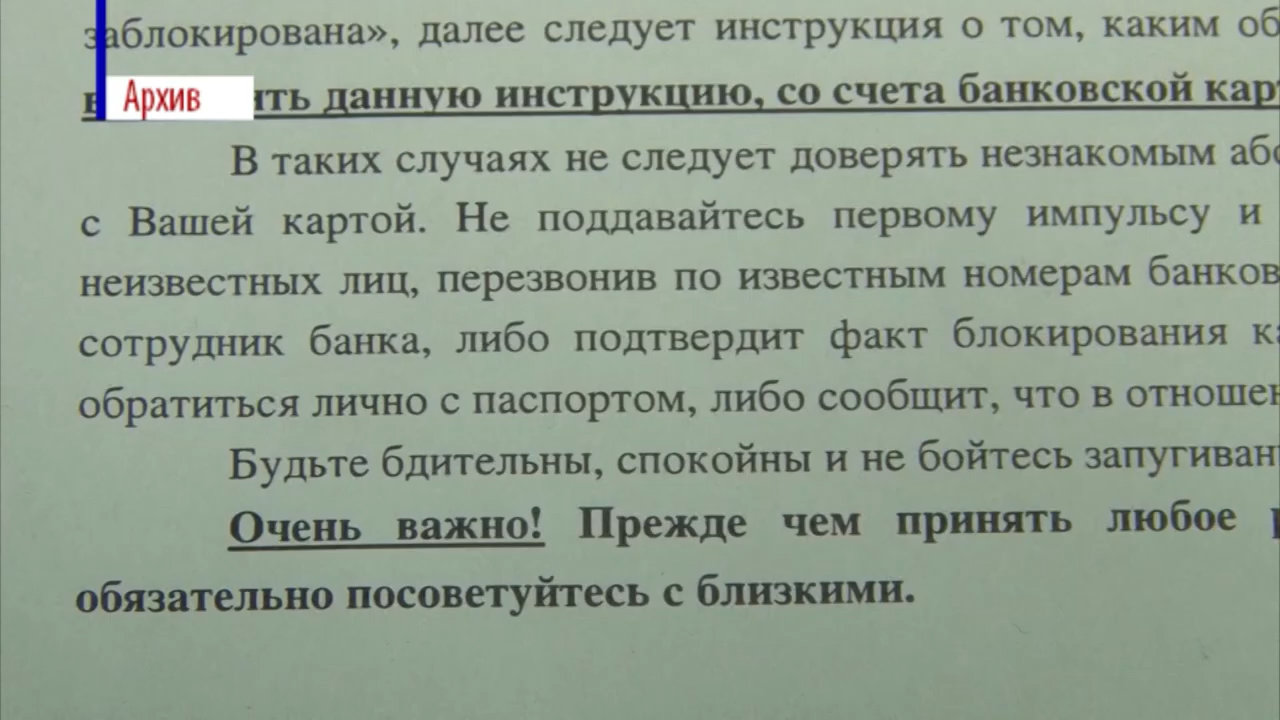 заблокирована», далее следует инструкция о том, каким об
Архив
ить данную инструкцию, со счета банковской кар
В таких случаях не следует доверять незнакомым або
с Вашей картой. Не поддавайтесь первому импульсу и
неизвестных лиц, перезвонив по известным номерам банков
сотрудник банка, либо подтвердит факт блокирования ка
обратиться лично с паспортом, либо сообщит, что в отношен
Будьте бдительны, спокойны и не бойтесь запугиван
Очень важно! Прежде чем принять любое р
обязательно посоветуйтесь с близкими.